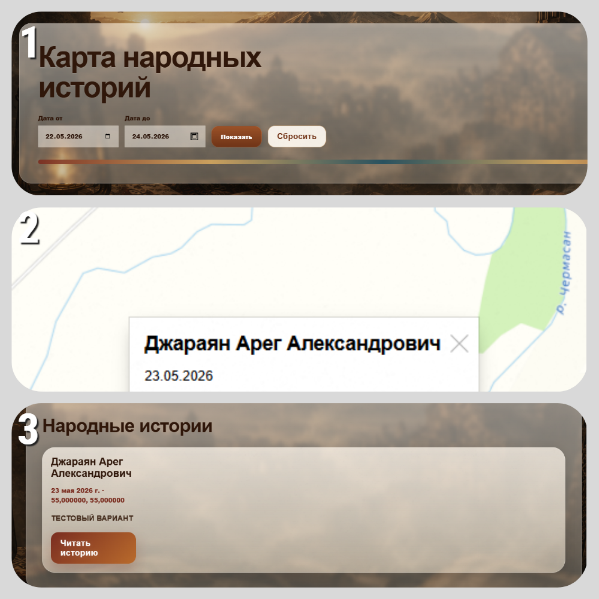 1
Карта народных
историй
Дата от
Дата до
22.05.2026
24.05.2026
Показать
Сбросить
2
р. Чермасан
Джараян Арег Александрович
23.05.2026
3
Народные истории
Джараян Арег
Александрович
23 мая 2026 г. ·
55,000000, 55,000000
ТЕСТОВЫЙ ВАРИАНТ
Читать
историю